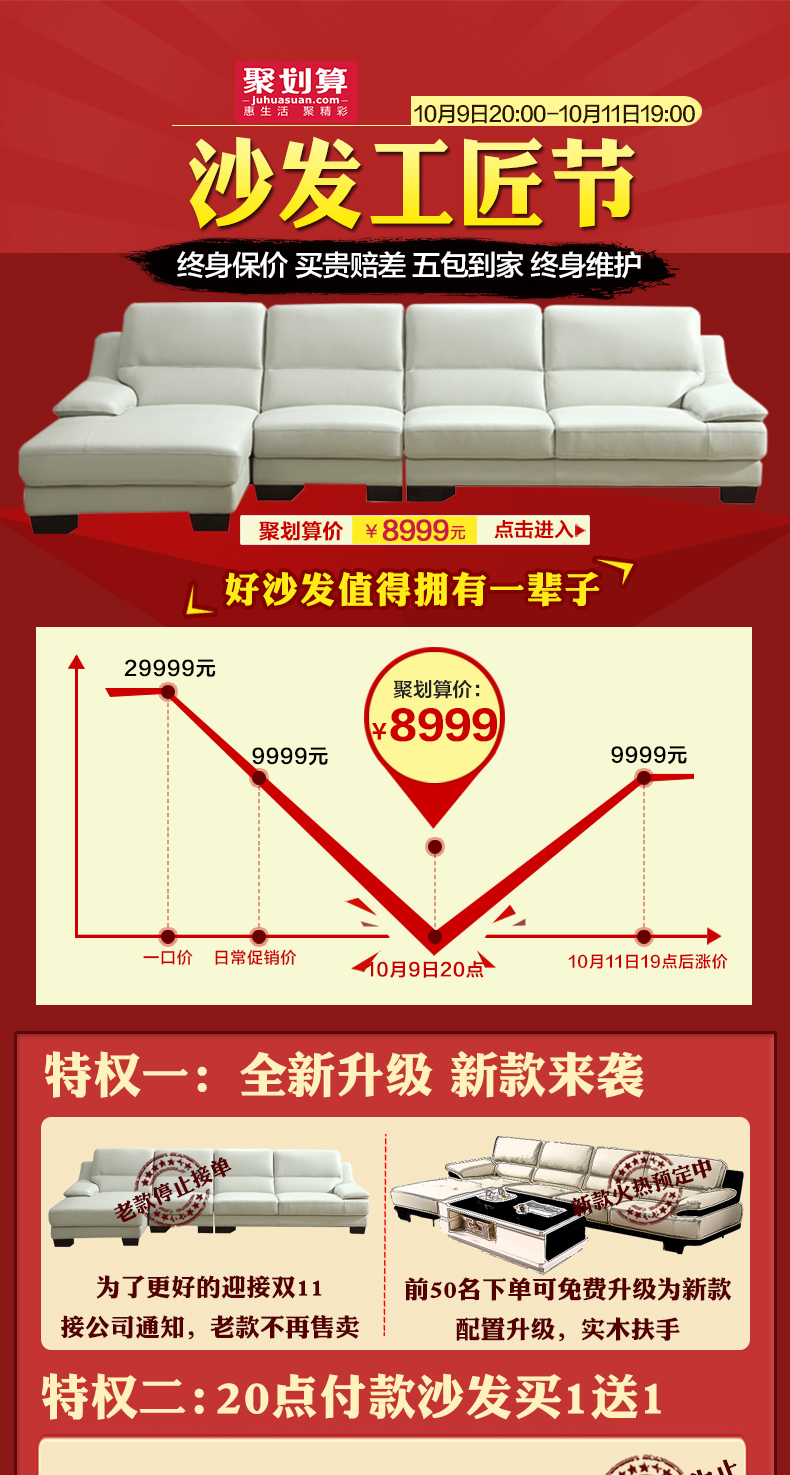 聚划算
juhuasuan.com
惠生活 聚精彩
10月9日20:00-10月11日19:00
沙发工匠节
终身保价 买贵赔差 五包到家 终身维护
聚划算价 ¥8999元 点击进入
好沙发值得拥有一辈子
29999元
9999元
聚划算价：
¥8999
9999元
一口价
日常促销价
10月9日20点
10月11日19点后涨价
特权一：全新升级 新款来袭
老款停止接单
新款火热预定中
为了更好的迎接双11
接公司通知，老款不再售卖
前50名下单可免费升级为新款
配置升级，实木扶手
特权二：20点付款沙发买1送1